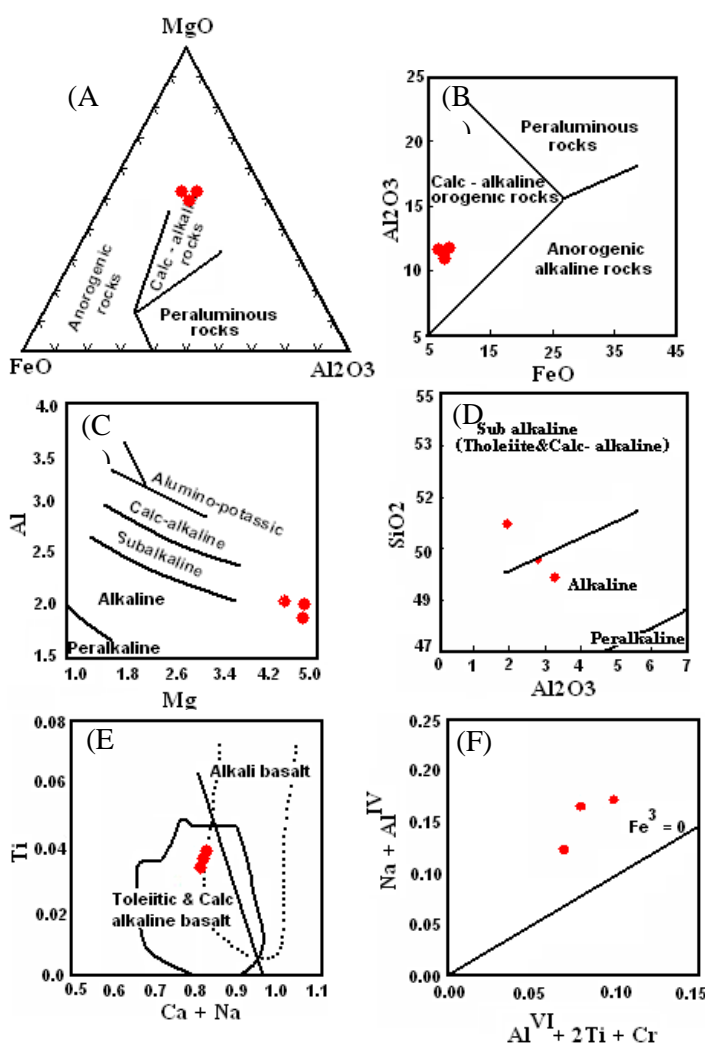 MgO
(A
Anorogenic
rocks
Calc - alkali
rocks
Peraluminous
rocks
FeO
Al2O3
(B
)
25
20
15
10
5
Al2O3
Peraluminous
rocks
Calc - alkaline
orogenic rocks
Anorogenic
alkaline rocks
5
15
25
35
45
FeO
(C
)
4.0
3.5
3.0
2.5
2.0
1.5
Al
Alumino-potassic
Calc-alkaline
Subalkaline
Alkaline
Peralkaline
1.0
1.8
2.6
3.4
4.2
5.0
Mg
(D
55
53
51
50
49
47
SiO2
Sub alkaline
(Tholeiite&Calc- alkaline)
Alkaline
Peralkaline
0
1
2
3
4
5
6
7
Al2O3
(E)
0.08
0.06
0.04
0.02
0.0
Ti
Alkali basalt
Toleiitic & Calc
alkaline basalt
0.5
0.6
0.7
0.8
0.9
1.0
1.1
Ca + Na
(F)
0.25
0.20
0.15
0.10
0.05
0.00
Na + Al^IV
Fe^3 = 0
0.00
0.05
0.10
0.15
Al^VI + 2Ti + Cr